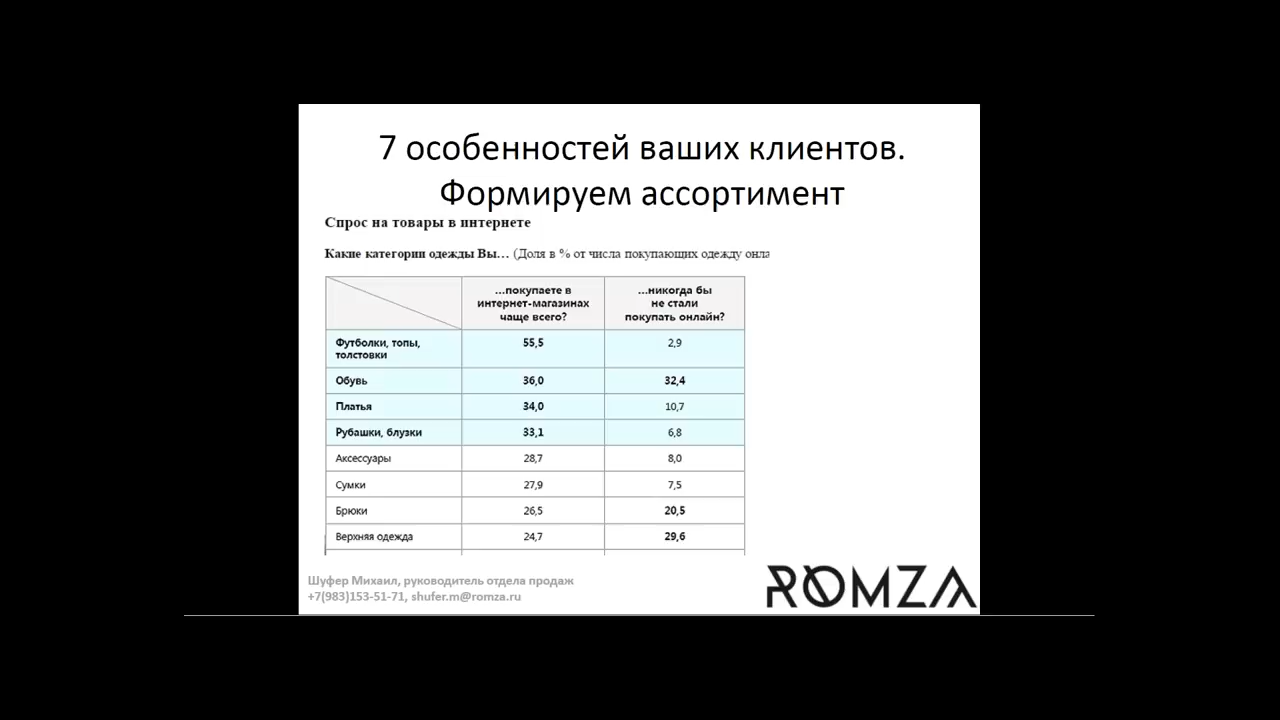 7 особенностей ваших клиентов.
Формируем ассортимент
Спрос на товары в интернете
Какие категории одежды Вы… (Доля в % от числа покупающих одежду онла
…покупаете в
интернет-магазинах
чаще всего?
…никогда бы
не стали
покупать онлайн?
Футболки, топы,
толстовки
55,5
2,9
Обувь
36,0
32,4
Платья
34,0
10,7
Рубашки, блузки
33,1
6,8
Аксессуары
28,7
8,0
Сумки
27,9
7,5
Брюки
26,5
20,5
Верхняя одежда
24,7
29,6
Шуфер Михаил, руководитель отдела продаж
+7(983)153-51-71, shufer.m@romza.ru
ROMZA